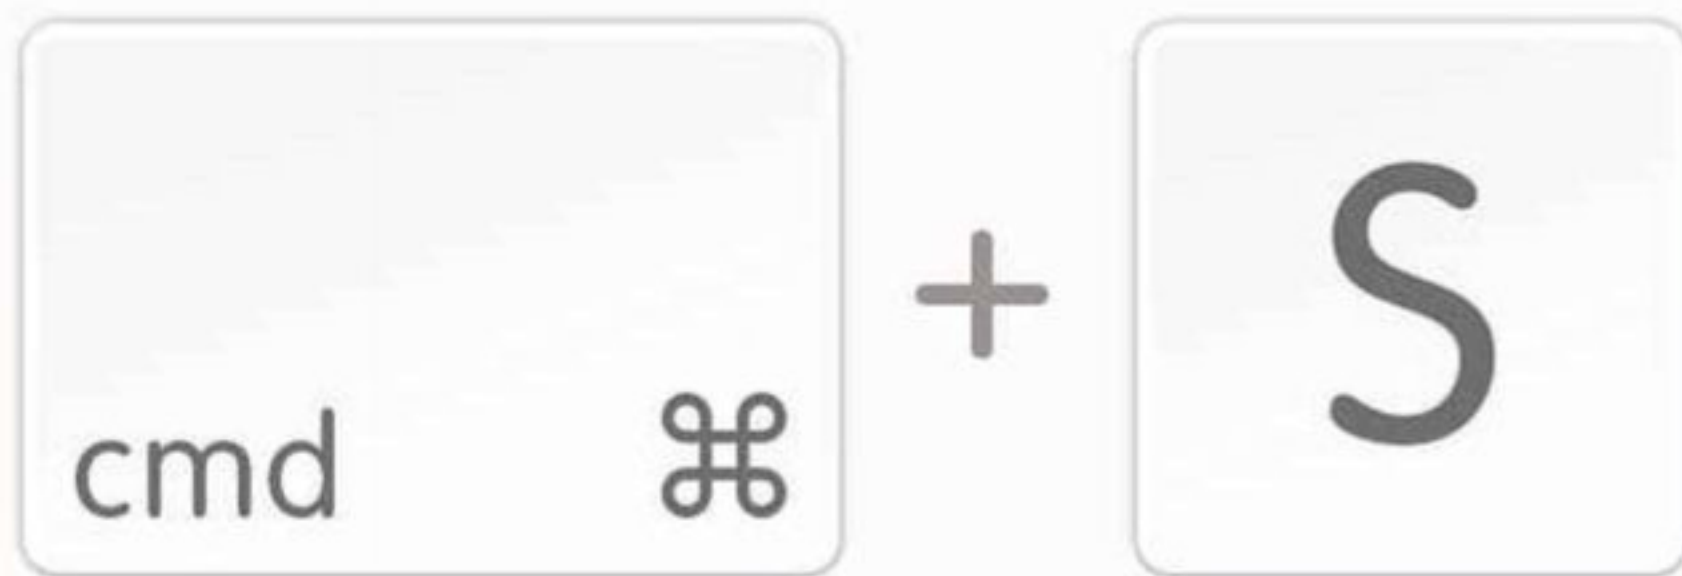 cmd ⌘ + S